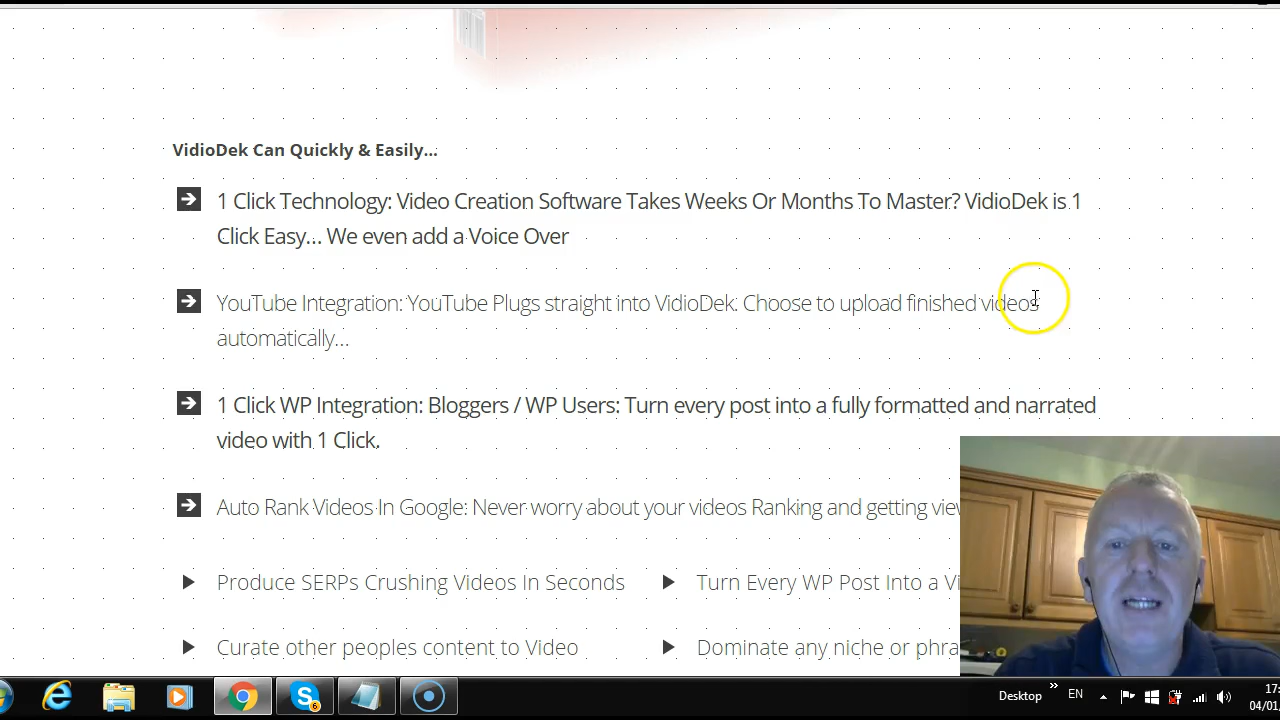 VidioDek Can Quickly & Easily...
1 Click Technology: Video Creation Software Takes Weeks Or Months To Master? VidioDek is 1
Click Easy... We even add a Voice Over
YouTube Integration: YouTube Plugs straight into VidioDek. Choose to upload finished videos
automatically...
1 Click WP Integration: Bloggers / WP Users: Turn every post into a fully formatted and narrated
video with 1 Click.
Auto Rank Videos In Google: Never worry about your videos Ranking and getting
Produce SERPs Crushing Videos In Seconds
Turn Every WP Post Into a
Curate other peoples content to Video
Dominate any niche or
6
Desktop
EN
17:
04/01